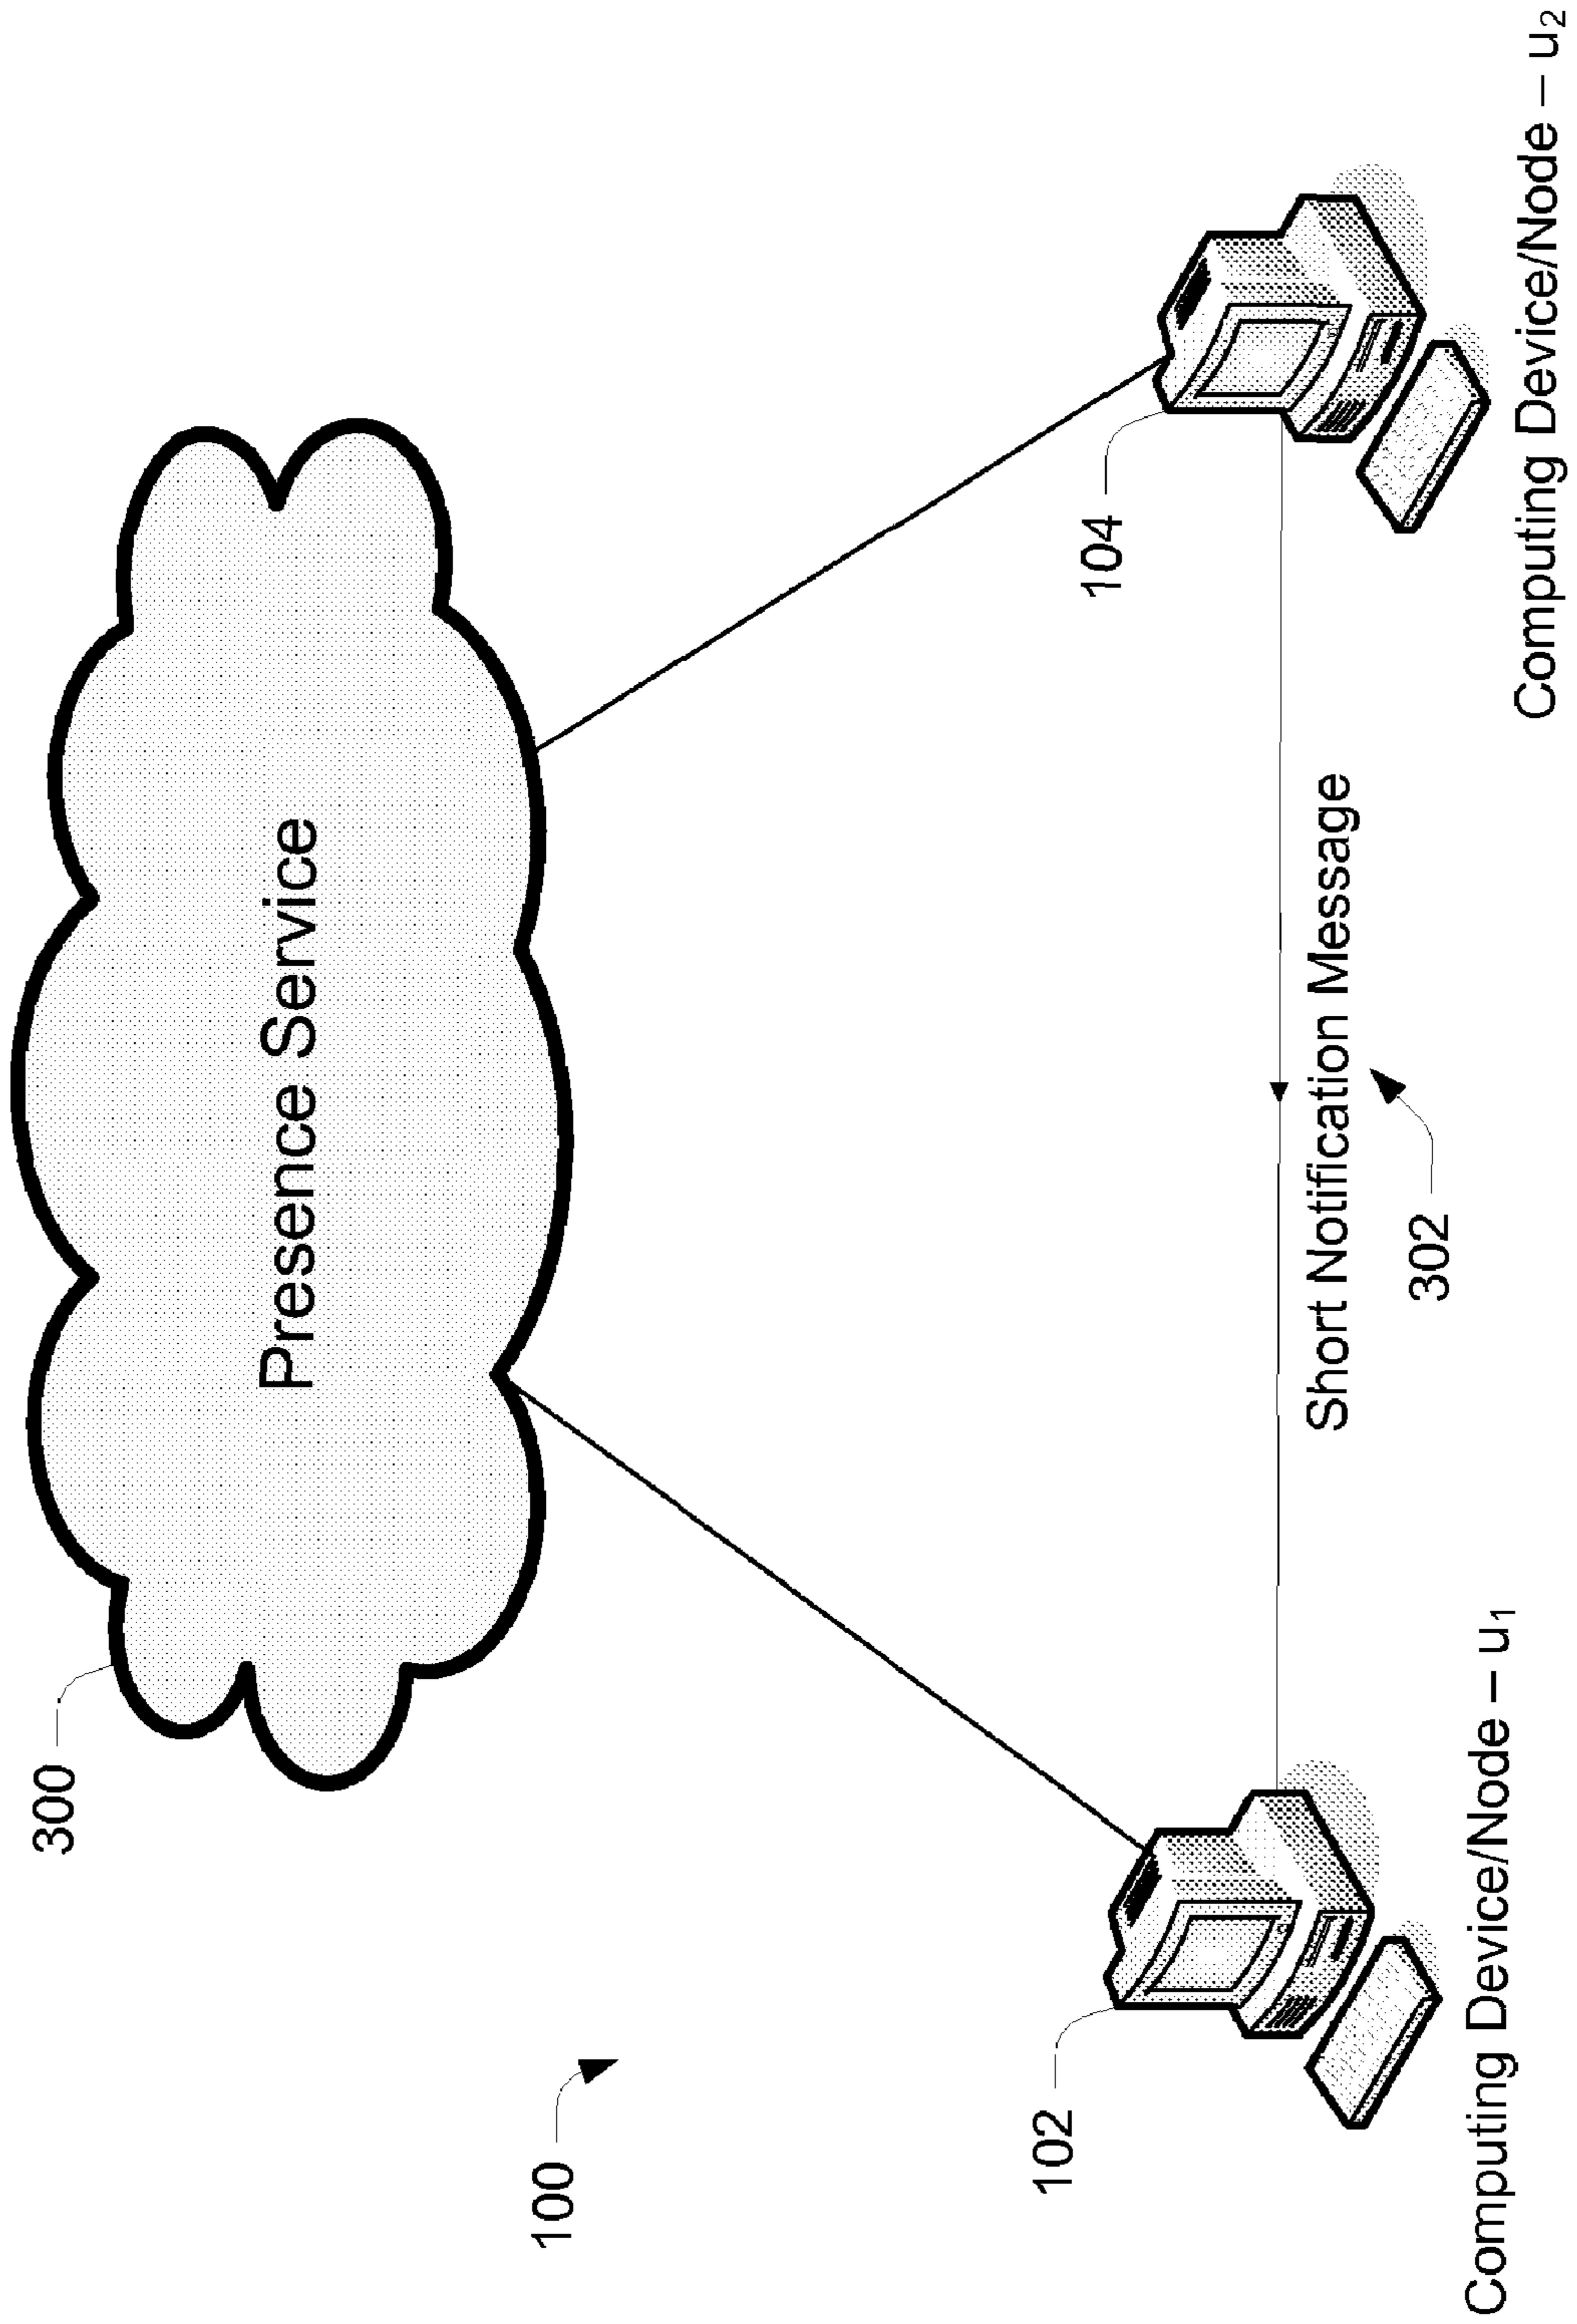 300
Presence Service
100
102
104
Short Notification Message
302
Computing Device/Node – u₁
Computing Device/Node – u₂